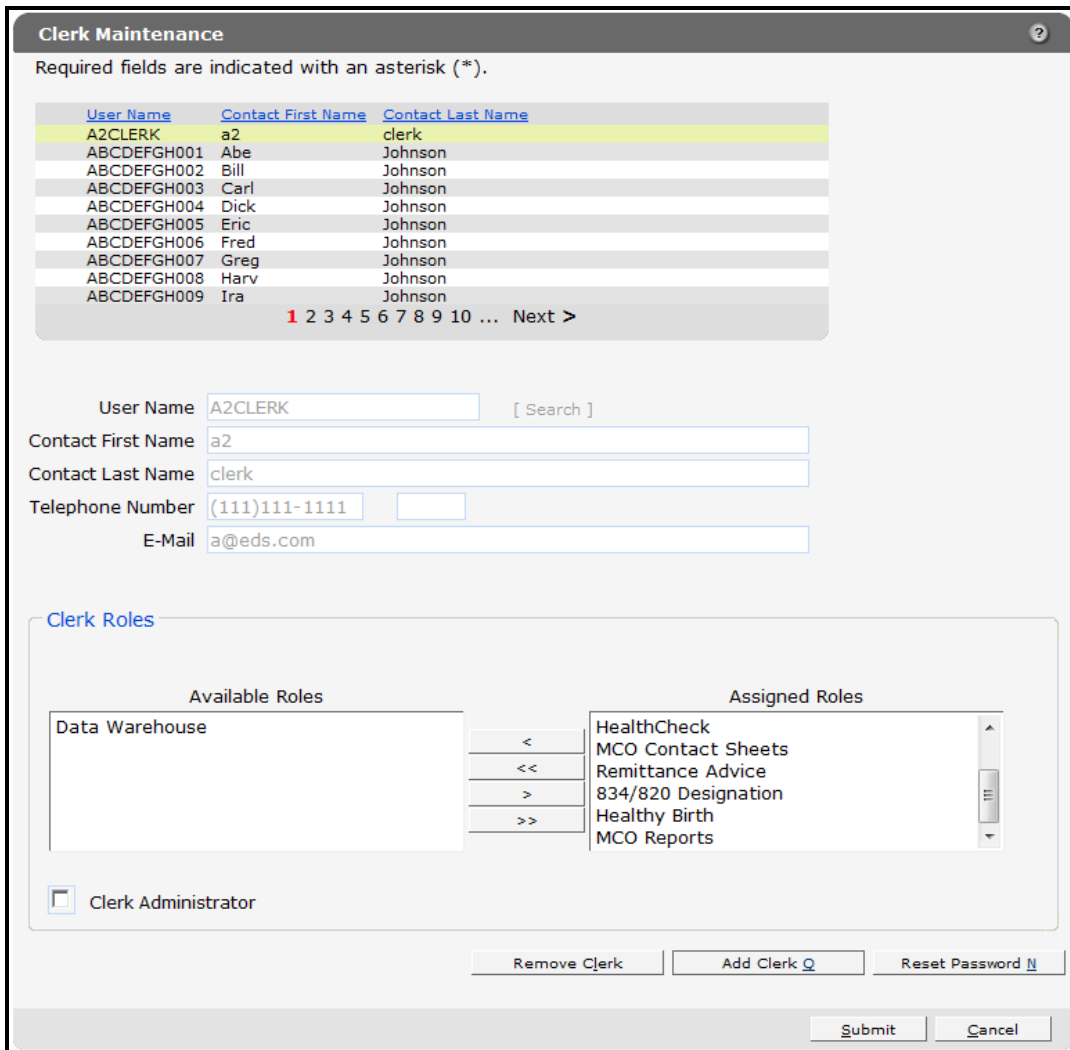 Clerk Maintenance ?
Required fields are indicated with an asterisk (*).
User Name Contact First Name Contact Last Name
A2CLERK a2 clerk
ABCDEFGH001 Abe Johnson
ABCDEFGH002 Bill Johnson
ABCDEFGH003 Carl Johnson
ABCDEFGH004 Dick Johnson
ABCDEFGH005 Eric Johnson
ABCDEFGH006 Fred Johnson
ABCDEFGH007 Greg Johnson
ABCDEFGH008 Harv Johnson
ABCDEFGH009 Ira Johnson
1 2 3 4 5 6 7 8 9 10 ... Next >
User Name A2CLERK [ Search ]
Contact First Name a2
Contact Last Name clerk
Telephone Number (111)111-1111
E-Mail a@eds.com
Clerk Roles
Available Roles Assigned Roles
Data Warehouse
<
<<
>
>>
HealthCheck
MCO Contact Sheets
Remittance Advice
834/820 Designation
Healthy Birth
MCO Reports
Clerk Administrator
Remove Clerk Add Clerk Q Reset Password N
Submit Cancel